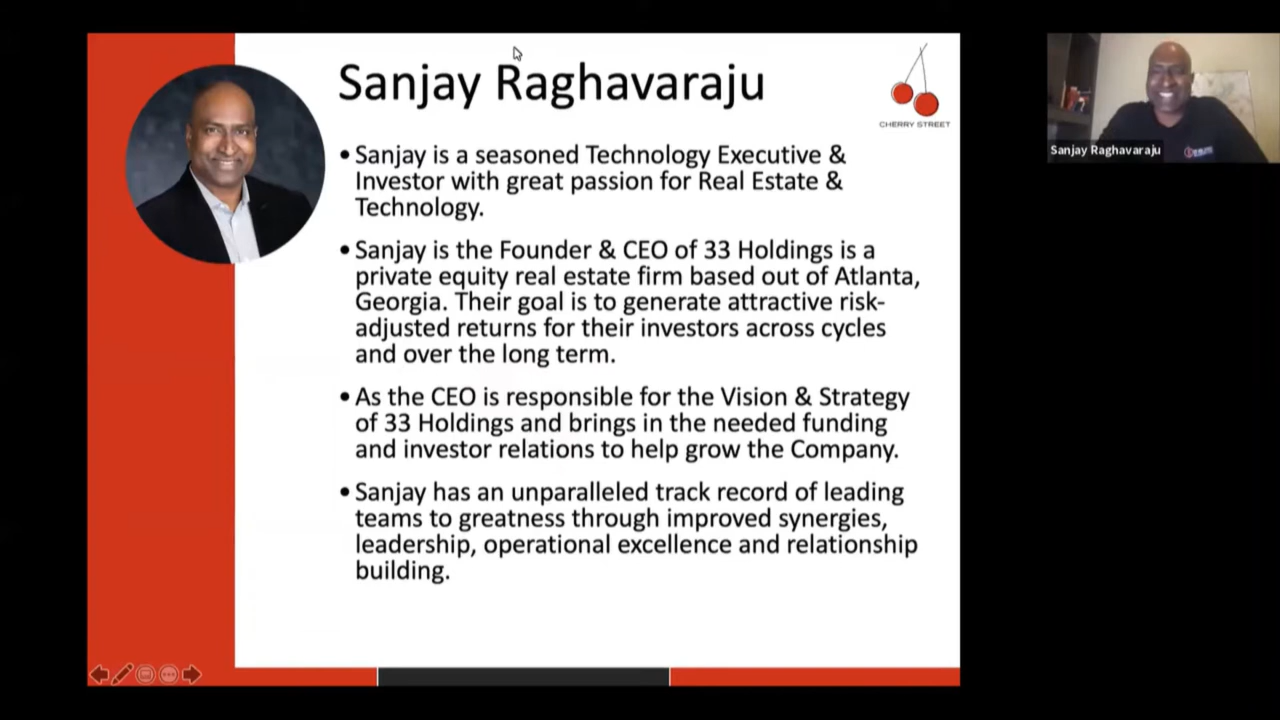 Sanjay Raghavaraju
CHERRY STREET
• Sanjay is a seasoned Technology Executive &
Investor with great passion for Real Estate &
Technology.
• Sanjay is the Founder & CEO of 33 Holdings is a
private equity real estate firm based out of Atlanta,
Georgia. Their goal is to generate attractive risk-
adjusted returns for their investors across cycles
and over the long term.
• As the CEO is responsible for the Vision & Strategy
of 33 Holdings and brings in the needed funding
and investor relations to help grow the Company.
• Sanjay has an unparalleled track record of leading
teams to greatness through improved synergies,
leadership, operational excellence and relationship
building.
Sanjay Raghavaraju